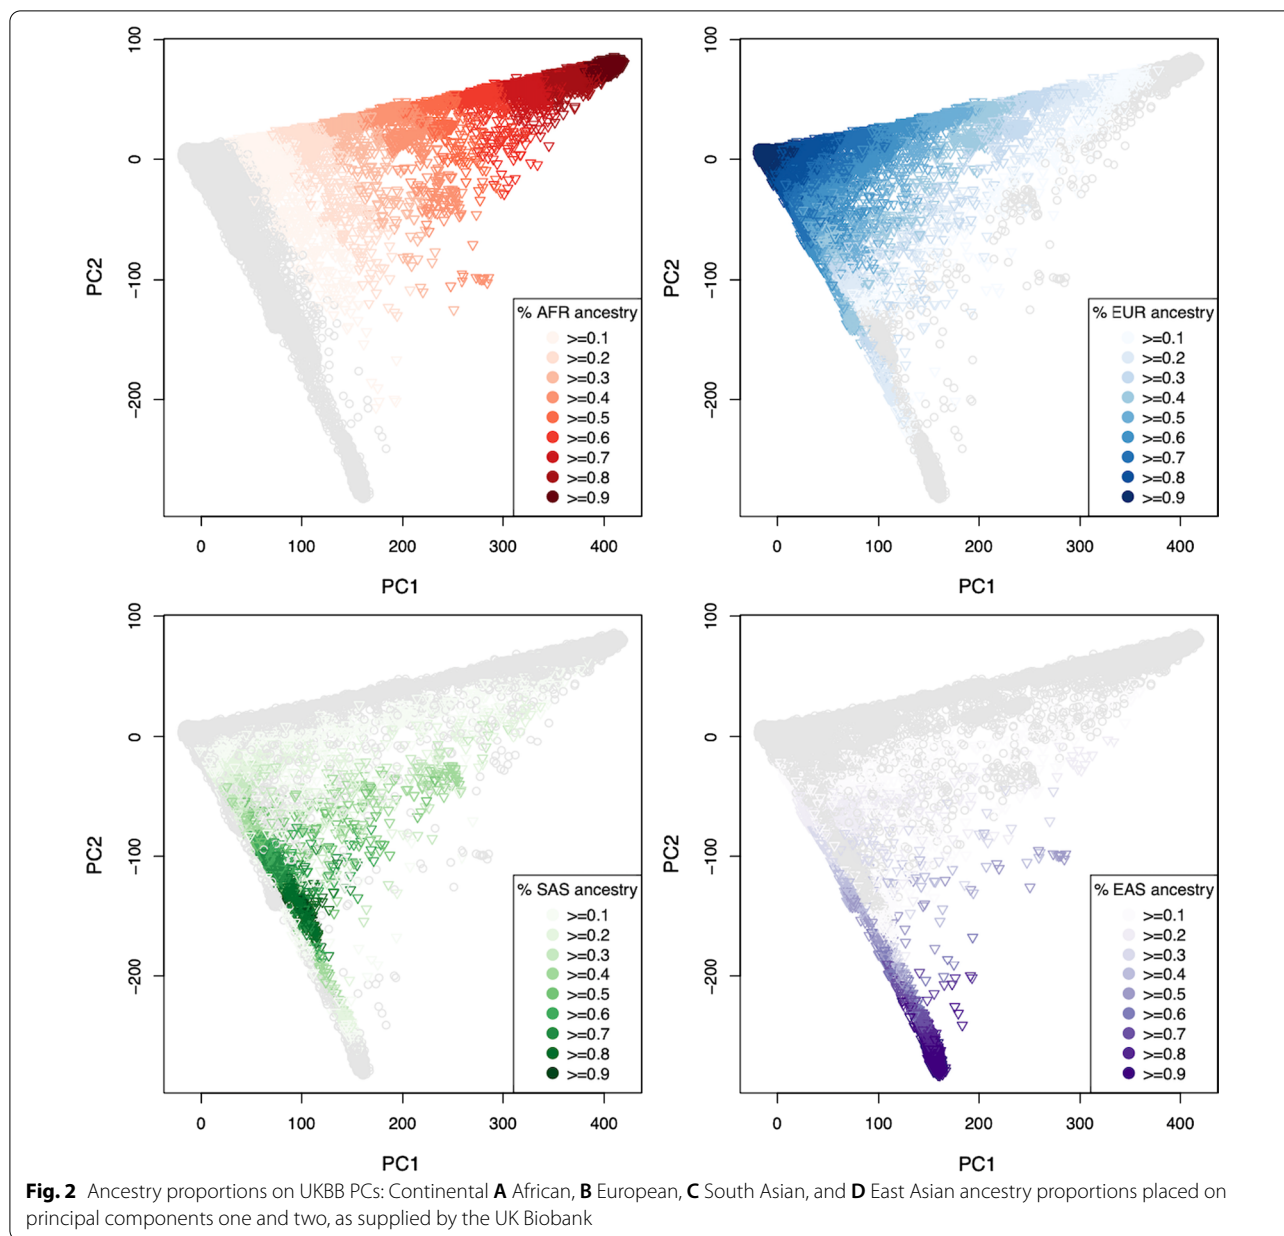 100
0
−100
−200
PC2
% AFR ancestry
>=0.1
>=0.2
>=0.3
>=0.4
>=0.5
>=0.6
>=0.7
>=0.8
>=0.9
0 100 200 300 400
PC1
100
0
−100
−200
PC2
% EUR ancestry
>=0.1
>=0.2
>=0.3
>=0.4
>=0.5
>=0.6
>=0.7
>=0.8
>=0.9
0 100 200 300 400
PC1
100
0
−100
−200
PC2
% SAS ancestry
>=0.1
>=0.2
>=0.3
>=0.4
>=0.5
>=0.6
>=0.7
>=0.8
>=0.9
0 100 200 300 400
PC1
100
0
−100
−200
PC2
% EAS ancestry
>=0.1
>=0.2
>=0.3
>=0.4
>=0.5
>=0.6
>=0.7
>=0.8
>=0.9
0 100 200 300 400
PC1
Fig. 2 Ancestry proportions on UKBB PCs: Continental A African, B European, C South Asian, and D East Asian ancestry proportions placed on
principal components one and two, as supplied by the UK Biobank